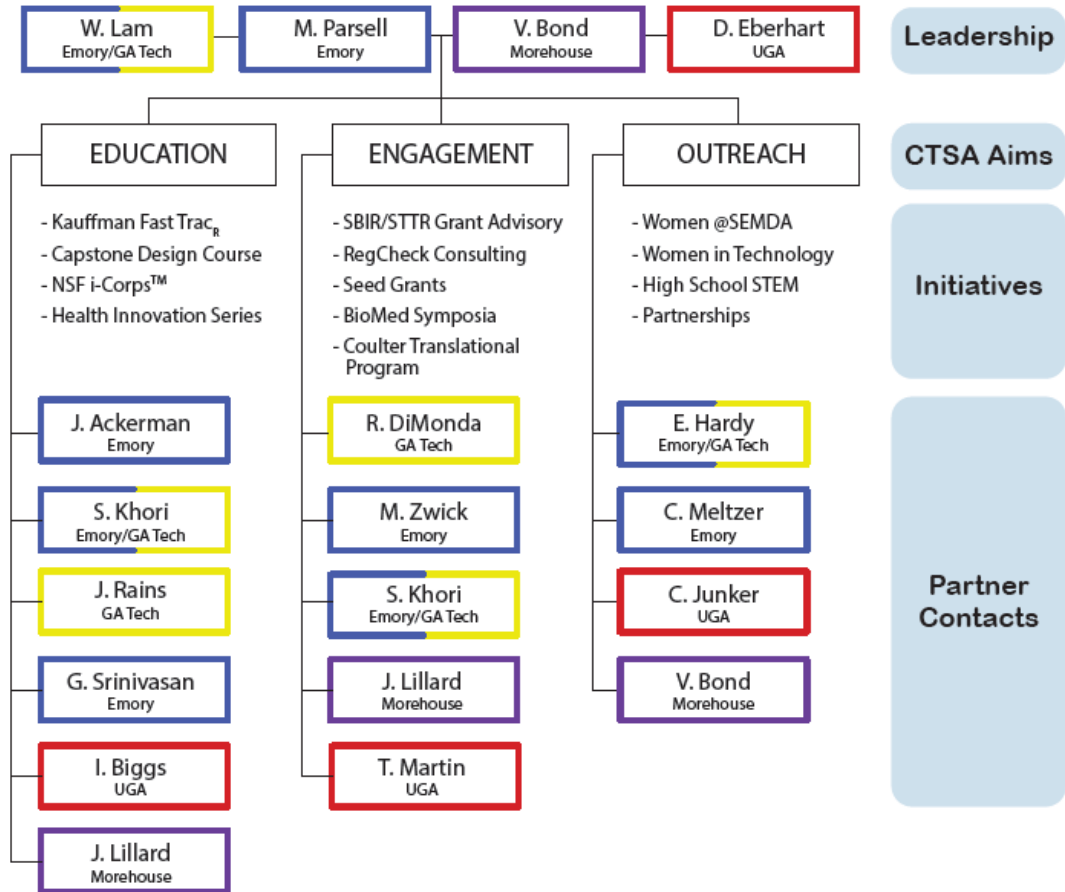 W. Lam
Emory/GA Tech
M. Parsell
Emory
V. Bond
Morehouse
D. Eberhart
UGA
Leadership
EDUCATION
ENGAGEMENT
OUTREACH
CTSA Aims
- Kauffman Fast TracR
- Capstone Design Course
- NSF i-Corps™
- Health Innovation Series
- SBIR/STTR Grant Advisory
- RegCheck Consulting
- Seed Grants
- BioMed Symposia
- Coulter Translational
Program
- Women @SEMDA
- Women in Technology
- High School STEM
- Partnerships
Initiatives
J. Ackerman
Emory
S. Khori
Emory/GA Tech
J. Rains
GA Tech
G. Srinivasan
Emory
I. Biggs
UGA
J. Lillard
Morehouse
R. DiMonda
GA Tech
M. Zwick
Emory
S. Khori
Emory/GA Tech
J. Lillard
Morehouse
T. Martin
UGA
E. Hardy
Emory/GA Tech
C. Meltzer
Emory
C. Junker
UGA
V. Bond
Morehouse
Partner
Contacts